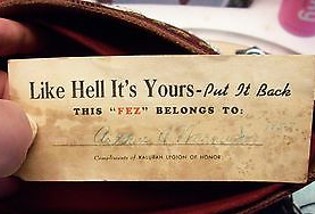 Like Hell It's Yours-Put It Back
THIS "FEZ" BELONGS TO:
Compliments of KALURAH LEGION OF HONOR